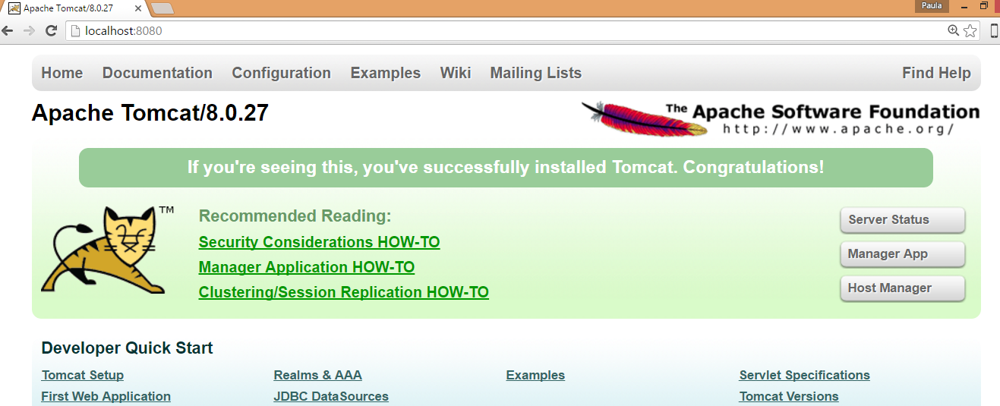 Apache Tomcat/8.0.27
Paula
localhost:8080
Home Documentation Configuration Examples Wiki Mailing Lists Find Help
Apache Tomcat/8.0.27
The Apache Software Foundation
http://www.apache.org/
If you're seeing this, you've successfully installed Tomcat. Congratulations!
TM
Recommended Reading:
Security Considerations HOW-TO
Manager Application HOW-TO
Clustering/Session Replication HOW-TO
Server Status
Manager App
Host Manager
Developer Quick Start
Tomcat Setup Realms & AAA Examples Servlet Specifications
First Web Application JDBC DataSources Tomcat Versions